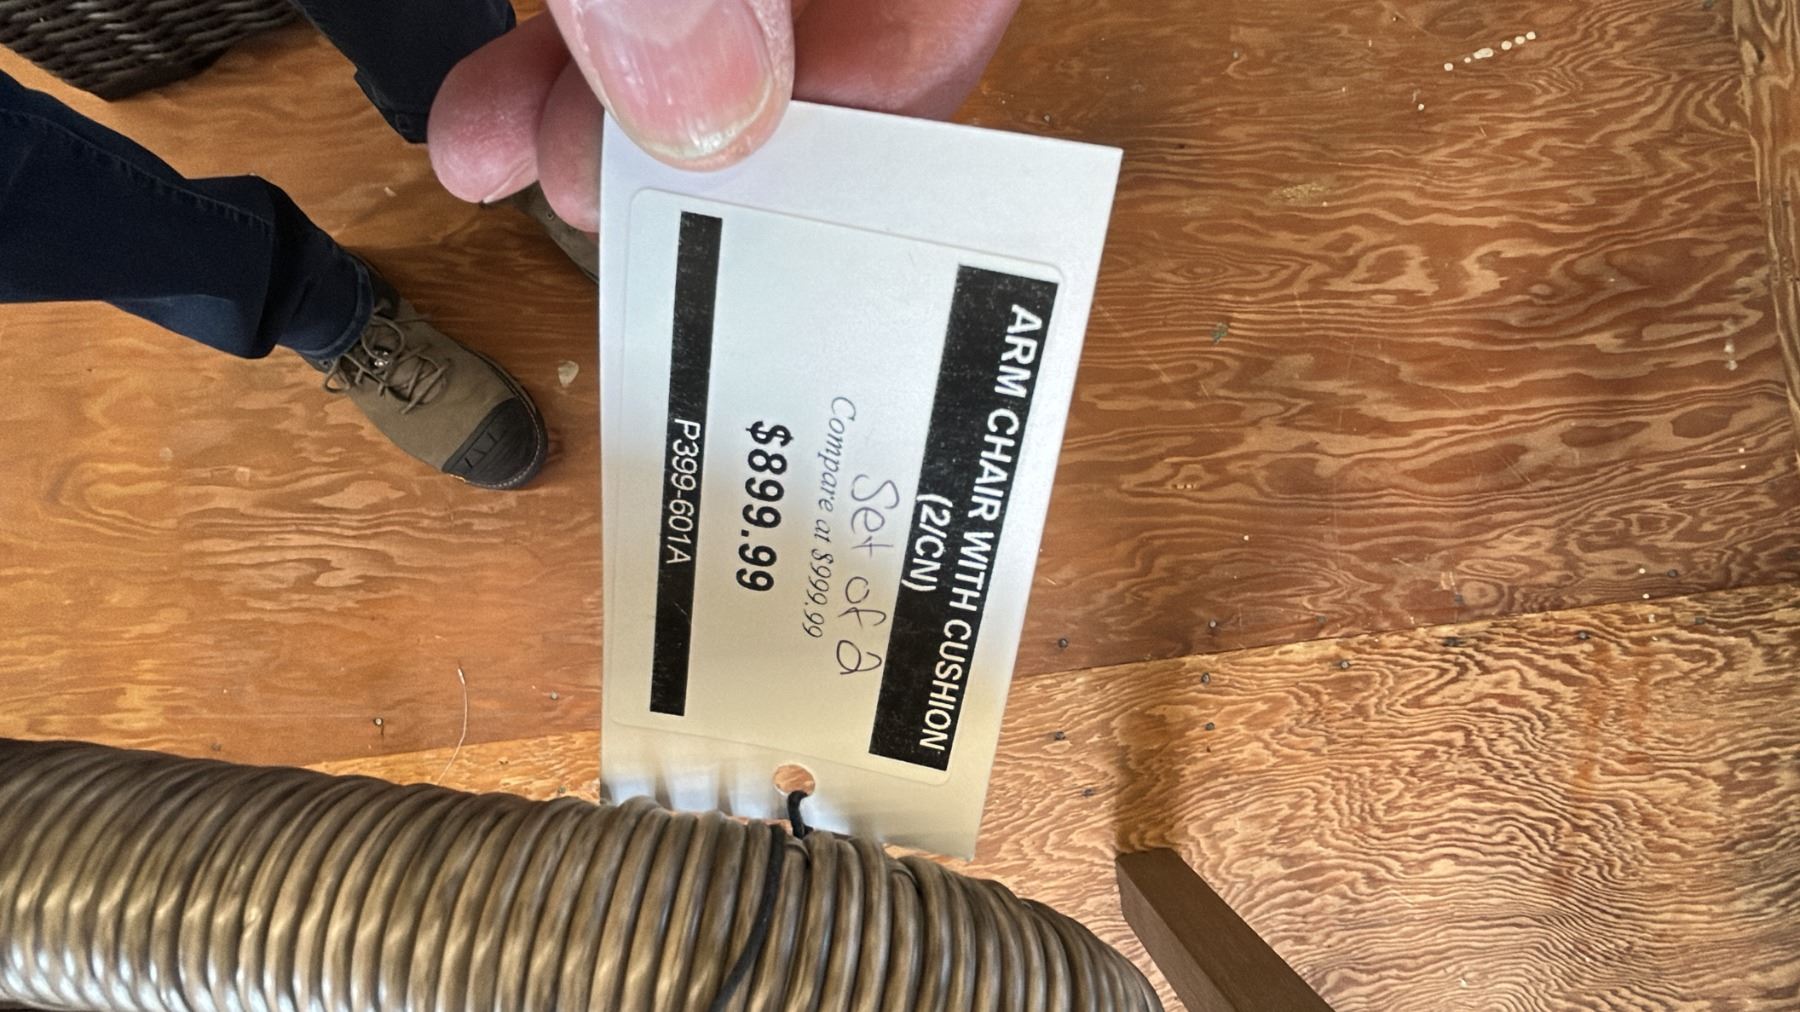 ARM CHAIR WITH CUSHION
(2/CN)
Set of 2
Compare at $999.99
$899.99
P399-601A